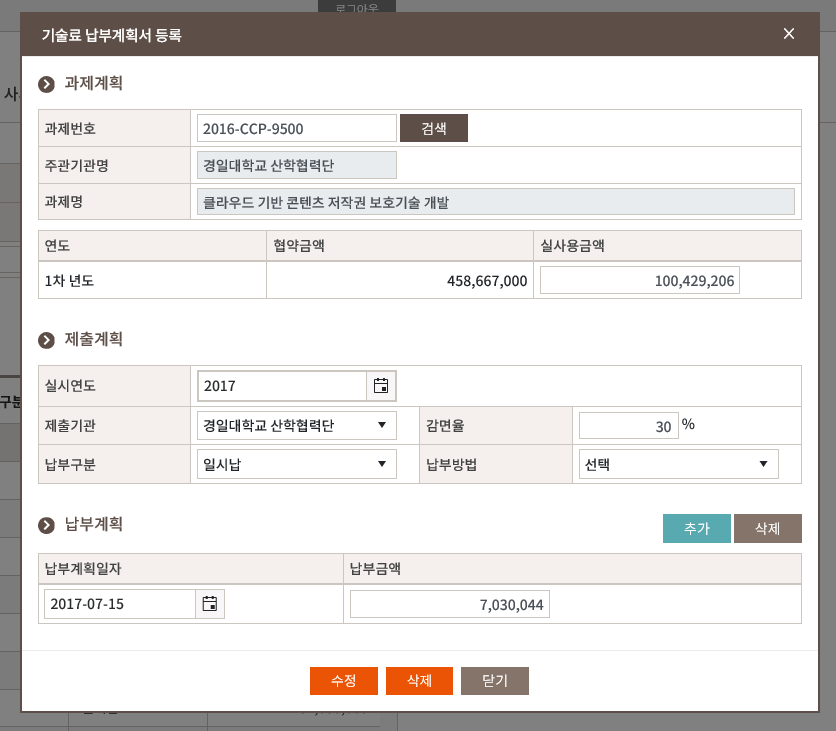 로그아웃
기술료 납부계획서 등록
과제계획
과제번호 2016-CCP-9500 검색
주관기관명 경일대학교 산학협력단
과제명 클라우드 기반 콘텐츠 저작권 보호기술 개발
연도 협약금액 실사용금액
1차 년도 458,667,000 100,429,206
제출계획
실시연도 2017
제출기관 경일대학교 산학협력단 감면율 30 %
납부구분 일시납 납부방법 선택
구분
납부계획 추가 삭제
납부계획일자 납부금액
2017-07-15 7,030,044
수정 삭제 닫기